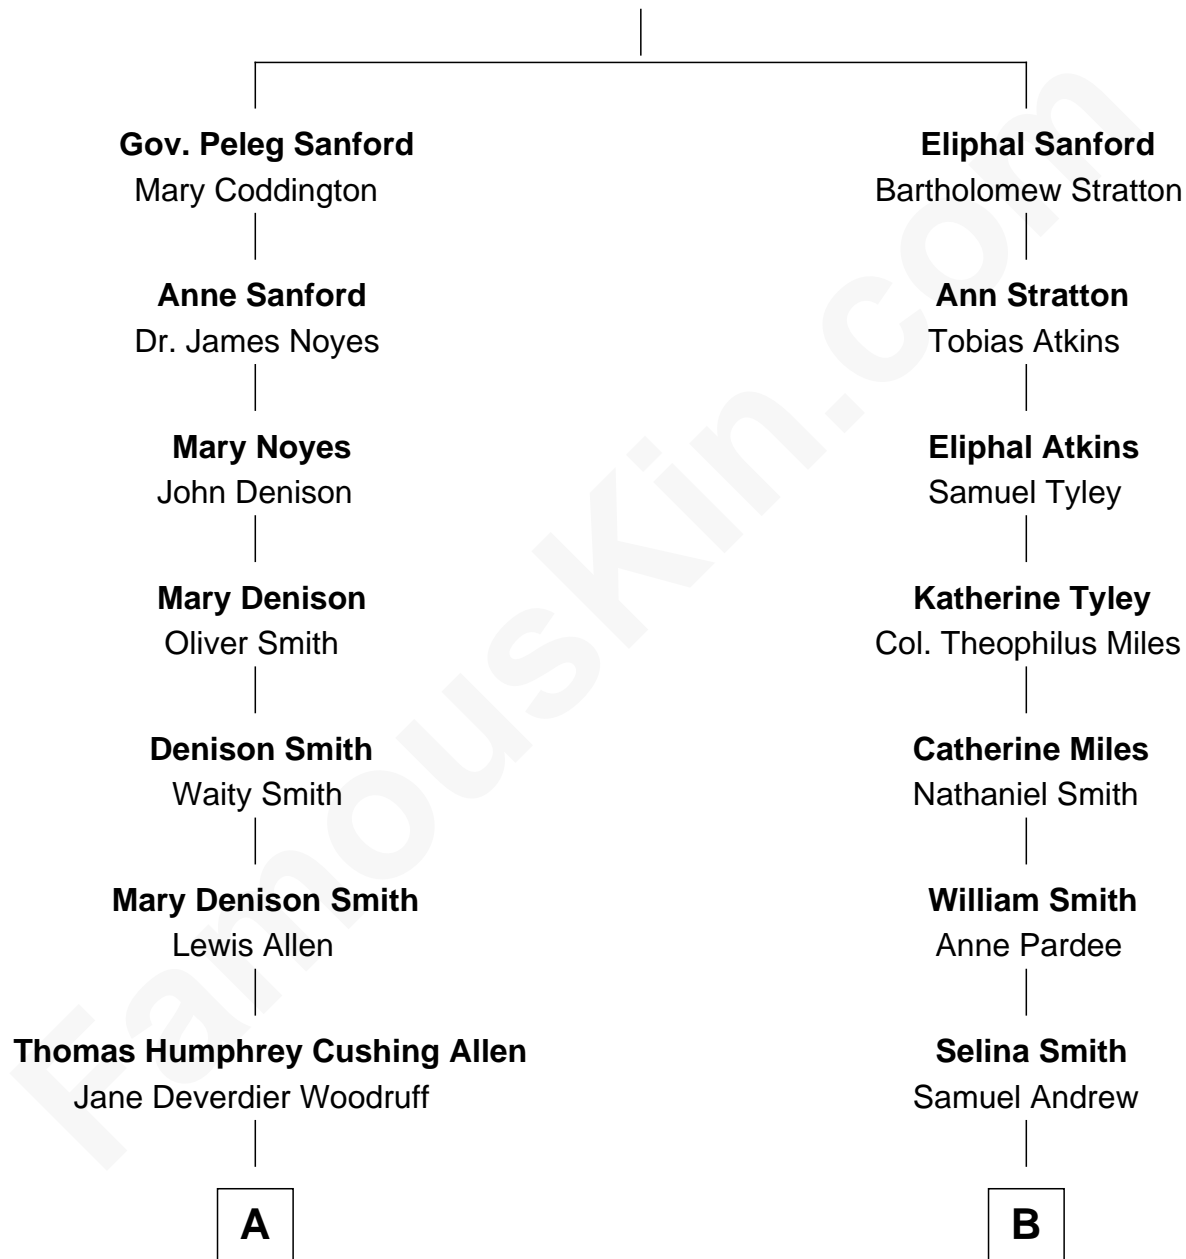 Gov. Peleg Sanford
Mary Coddington
Anne Sanford
Dr. James Noyes
Mary Noyes
John Denison
Mary Denison
Oliver Smith
Denison Smith
Waity Smith
Mary Denison Smith
Lewis Allen
Thomas Humphrey Cushing Allen
Jane Deverdier Woodruff
A
Eliphal Sanford
Bartholomew Stratton
Ann Stratton
Tobias Atkins
Eliphal Atkins
Samuel Tyley
Katherine Tyley
Col. Theophilus Miles
Catherine Miles
Nathaniel Smith
William Smith
Anne Pardee
Selina Smith
Samuel Andrew
B
FamousKin.com